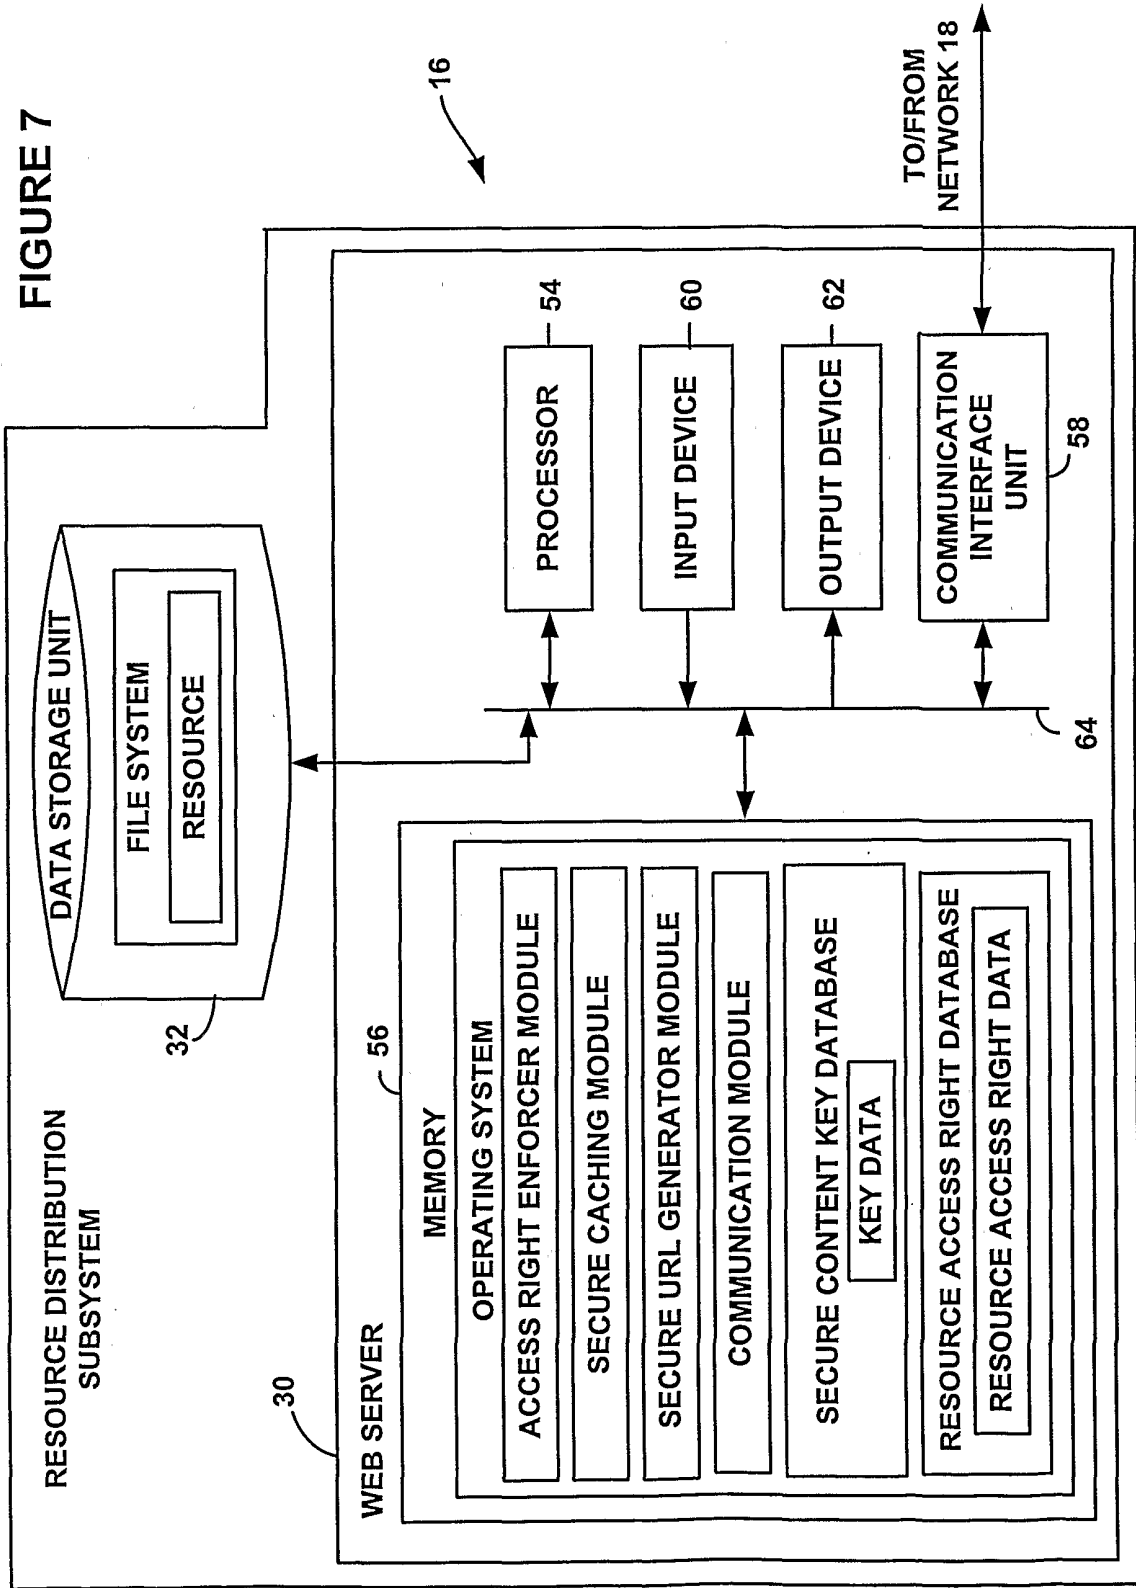 FIGURE 7
RESOURCE DISTRIBUTION
SUBSYSTEM
DATA STORAGE UNIT
FILE SYSTEM
RESOURCE
32
16
30
WEB SERVER
56
MEMORY
OPERATING SYSTEM
ACCESS RIGHT ENFORCER MODULE
SECURE CACHING MODULE
SECURE URL GENERATOR MODULE
COMMUNICATION MODULE
SECURE CONTENT KEY DATABASE
KEY DATA
RESOURCE ACCESS RIGHT DATABASE
RESOURCE ACCESS RIGHT DATA
PROCESSOR
54
INPUT DEVICE
60
OUTPUT DEVICE
62
COMMUNICATION
INTERFACE
UNIT
58
64
TO/FROM
NETWORK 18